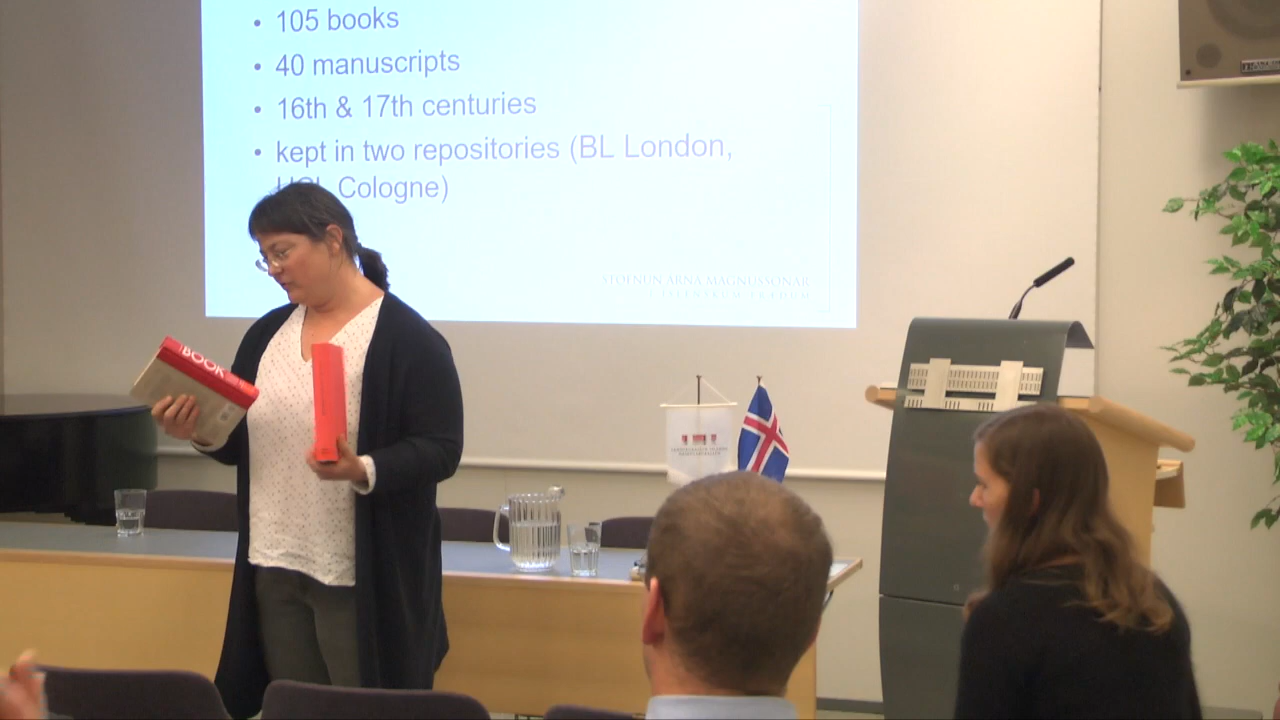 • 105 books
• 40 manuscripts
• 16th & 17th centuries
• kept in two repositories (BL London,
Cologne)
STOFNUN ÁRNA MAGNÚSSONAR
BOOK